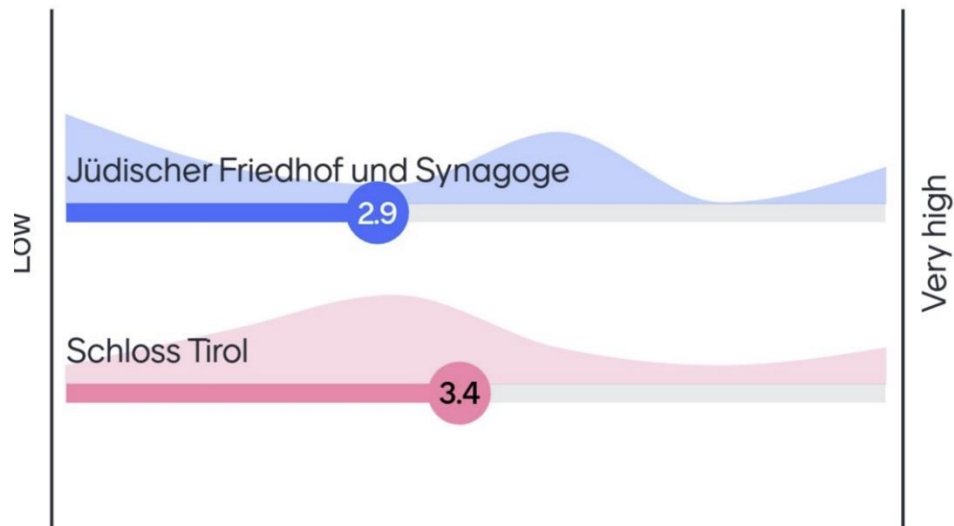 Low
Jüdischer Friedhof und Synagoge
2.9
Schloss Tirol
3.4
Very high